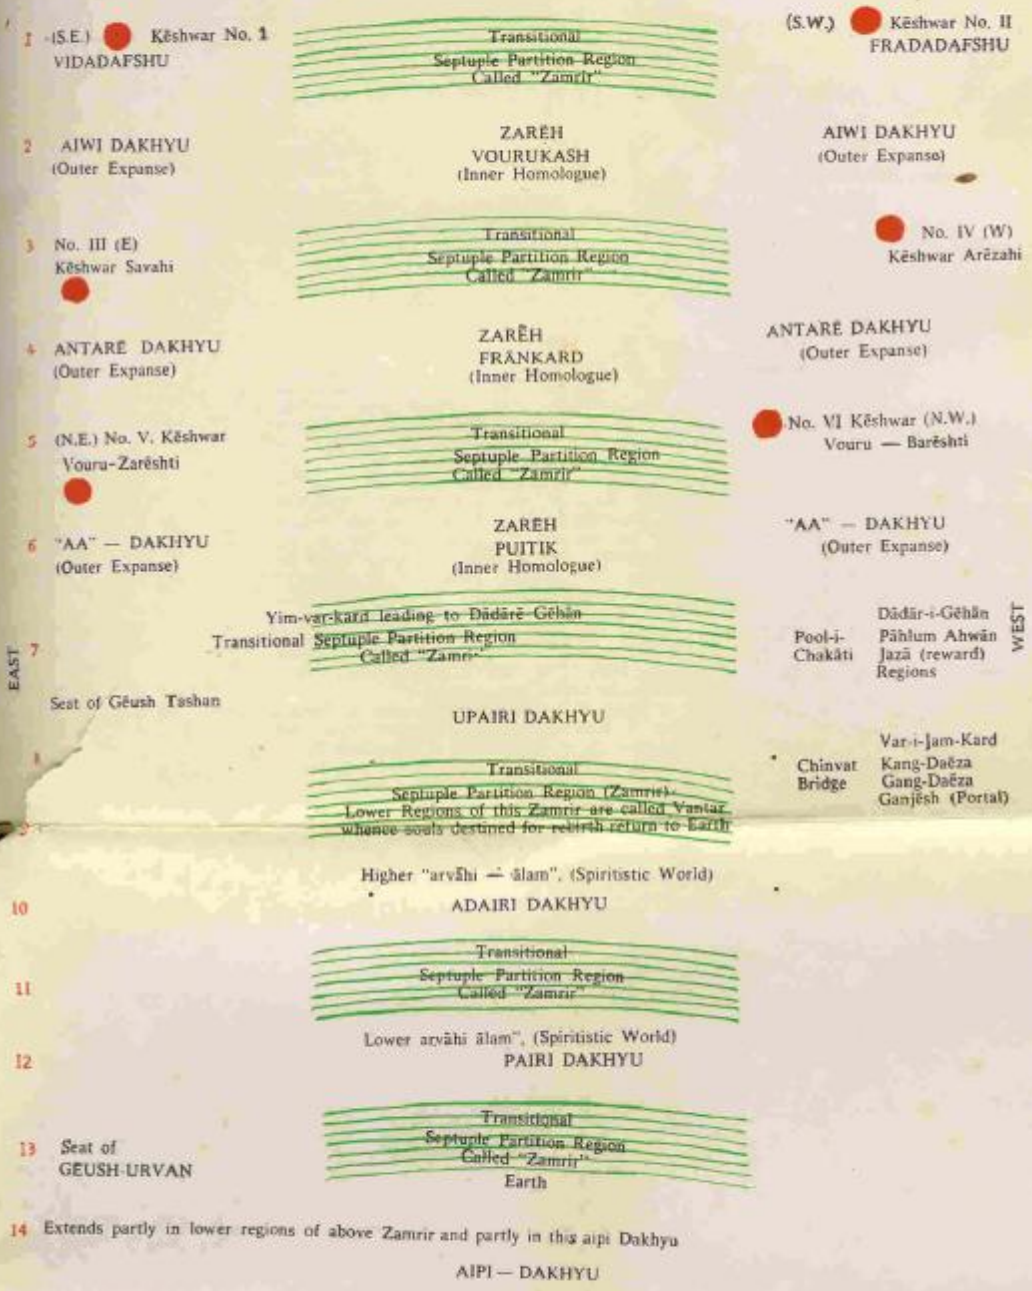 1 (S.E.) Kēshwar No. 1
VIDADAFSHU
Transitional
Septuple Partition Region
Called "Zamrir"
(S.W.) Kēshwar No. II
FRADADAFSHU
2 AIWI DAKHYU
(Outer Expanse)
ZARĒH
VOURUKASH
(Inner Homologue)
AIWI DAKHYU
(Outer Expanse)
3 No. III (E)
Kēshwar Savahi
Transitional
Septuple Partition Region
Called "Zamrir"
No. IV (W)
Kēshwar Arēzahi
4 ANTARĒ DAKHYU
(Outer Expanse)
ZARĒH
FRĀNKARD
(Inner Homologue)
ANTARĒ DAKHYU
(Outer Expanse)
5 (N.E.) No. V. Kēshwar
Vouru-Zarēshti
Transitional
Septuple Partition Region
Called "Zamrir"
No. VI Kēshwar (N.W.)
Vouru — Barēshti
6 "AA" — DAKHYU
(Outer Expanse)
ZARĒH
PUITIK
(Inner Homologue)
"AA" — DAKHYU
(Outer Expanse)
EAST
7
Yim-var-kard leading to Dādārē Gēhān
Transitional Septuple Partition Region
Called "Zamrir"
Pool-i-
Chakāti
Dādār-i-Gēhān
Pāhlum Ahwān
Jazā (reward)
Regions
WEST
Seat of Gēush Tashan
UPAIRI DAKHYU
Chinvat
Bridge
Var-i-Jam-Kard
Kang-Daēza
Gang-Daēza
Ganjēsh (Portal)
Transitional
Septuple Partition Region (Zamrir)
Lower Regions of this Zamrir are called Vantar
whence souls destined for rebirth return to Earth
9
Higher "arvāhi — ālam", (Spiritistic World)
10 ADAIRI DAKHYU
11
Transitional
Septuple Partition Region
Called "Zamrir"
Lower arvāhi ālam", (Spiritistic World)
12 PAIRI DAKHYU
13 Seat of
GĒUSH-URVAN
Transitional
Septuple Partition Region
Called "Zamrir"
Earth
14 Extends partly in lower regions of above Zamrir and partly in this aipi Dakhyu
AIPI — DAKHYU